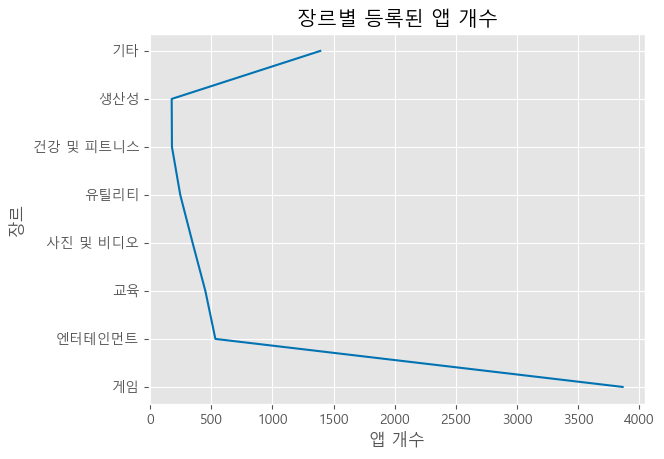 장르별 등록된 앱 개수
기타
생산성
건강 및 피트니스
유틸리티
사진 및 비디오
교육
엔터테인먼트
게임
장르
0 500 1000 1500 2000 2500 3000 3500 4000
앱 개수